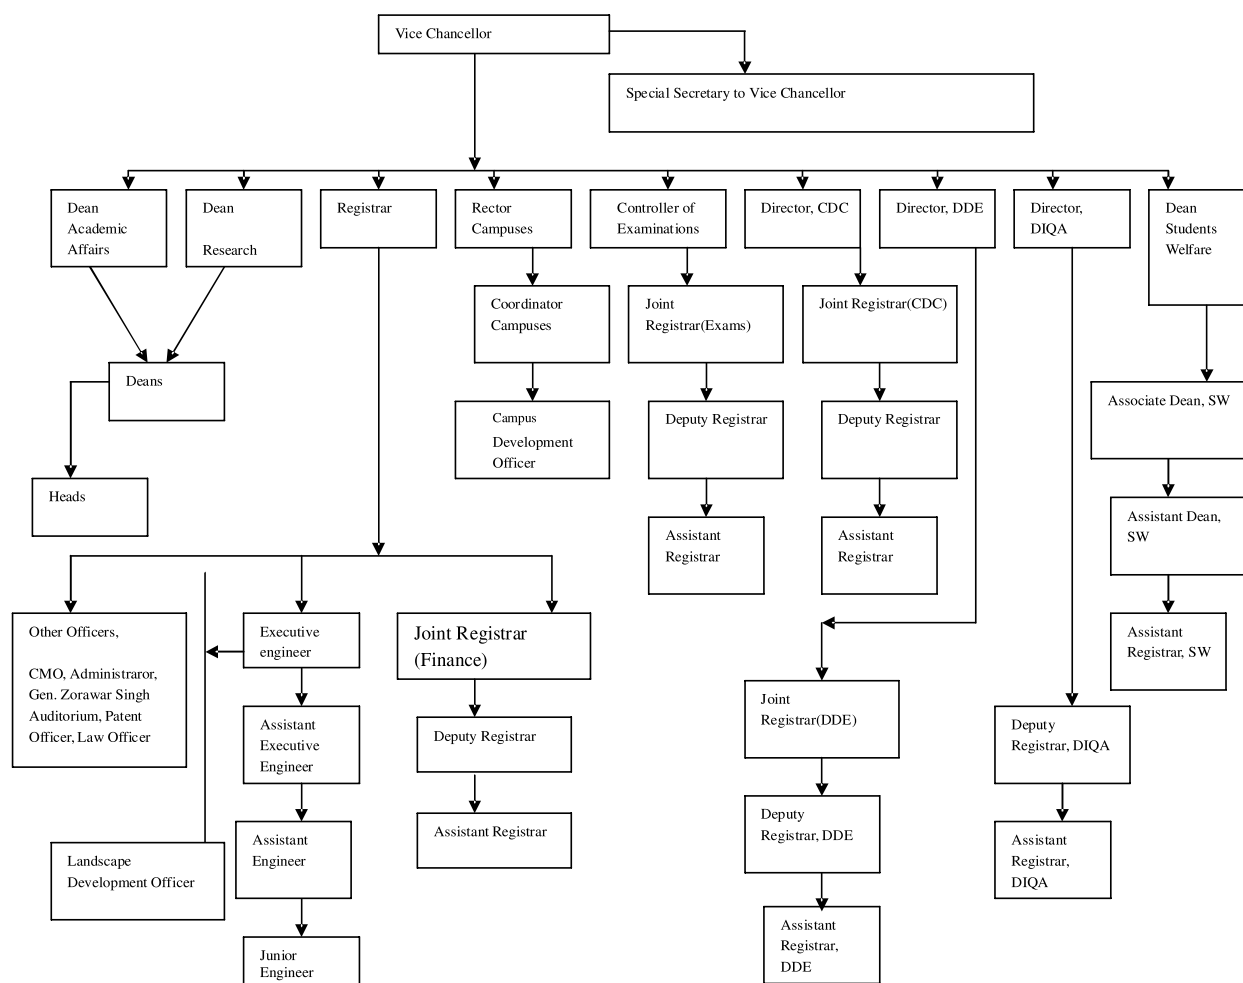 Vice Chancellor
Special Secretary to Vice Chancellor
Dean
Academic
Affairs
Dean
Research
Registrar
Rector
Campuses
Controller of
Examinations
Director, CDC
Director, DDE
Director,
DIQA
Dean
Students
Welfare
Coordinator
Campuses
Joint
Registrar(Exams)
Joint Registrar(CDC)
Deans
Associate Dean, SW
Campus
Development
Officer
Deputy Registrar
Deputy Registrar
Heads
Assistant Dean,
SW
Assistant
Registrar
Assistant
Registrar
Other Officers,
CMO, Administraror,
Gen. Zorawar Singh
Auditorium, Patent
Officer, Law Officer
Executive
engineer
Joint Registrar
(Finance)
Assistant
Registrar, SW
Joint
Registrar(DDE)
Assistant
Executive
Engineer
Deputy Registrar
Deputy
Registrar, DIQA
Deputy
Registrar, DDE
Assistant
Engineer
Assistant Registrar
Assistant
Registrar,
DIQA
Landscape
Development Officer
Assistant
Registrar,
DDE
Junior
Engineer